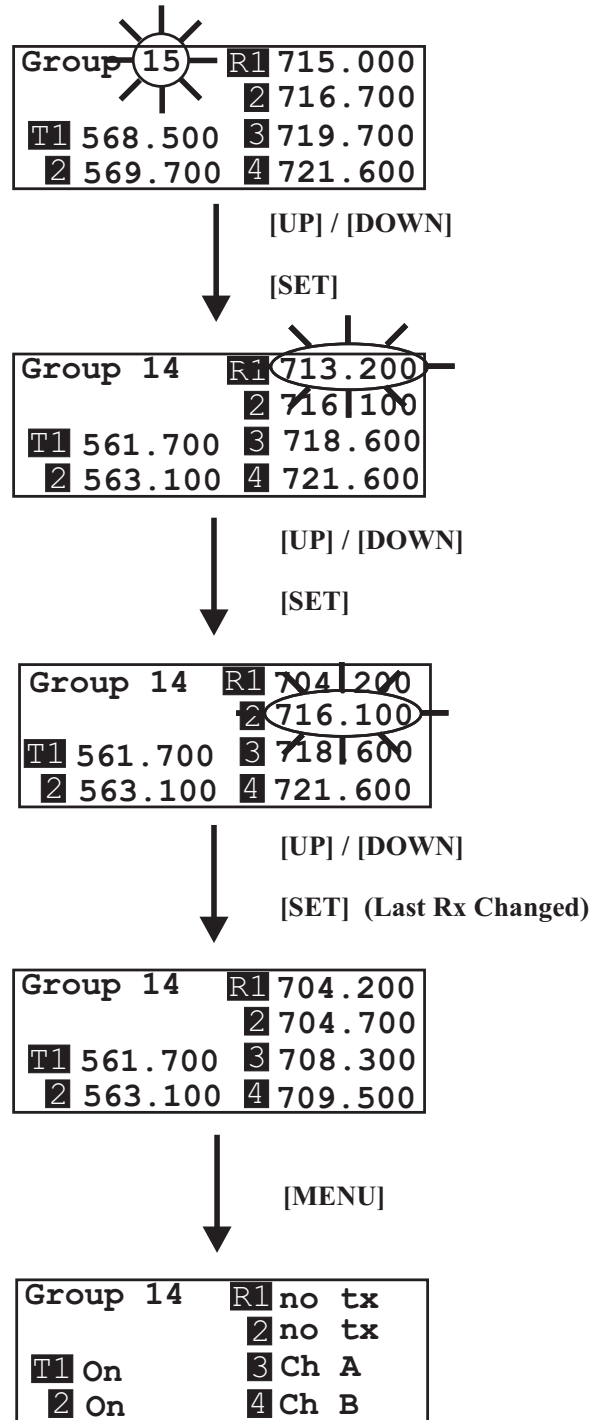 Group 15 R1 715.000
2 716.700
T1 568.500 3 719.700
2 569.700 4 721.600
[UP] / [DOWN]
[SET]
Group 14 R1 713.200
2 716.100
T1 561.700 3 718.600
2 563.100 4 721.600
[UP] / [DOWN]
[SET]
Group 14 R1 704.200
2 716.100
T1 561.700 3 718.600
2 563.100 4 721.600
[UP] / [DOWN]
[SET] (Last Rx Changed)
Group 14 R1 704.200
2 704.700
T1 561.700 3 708.300
2 563.100 4 709.500
[MENU]
Group 14 R1 no tx
2 no tx
T1 On 3 Ch A
2 On 4 Ch B